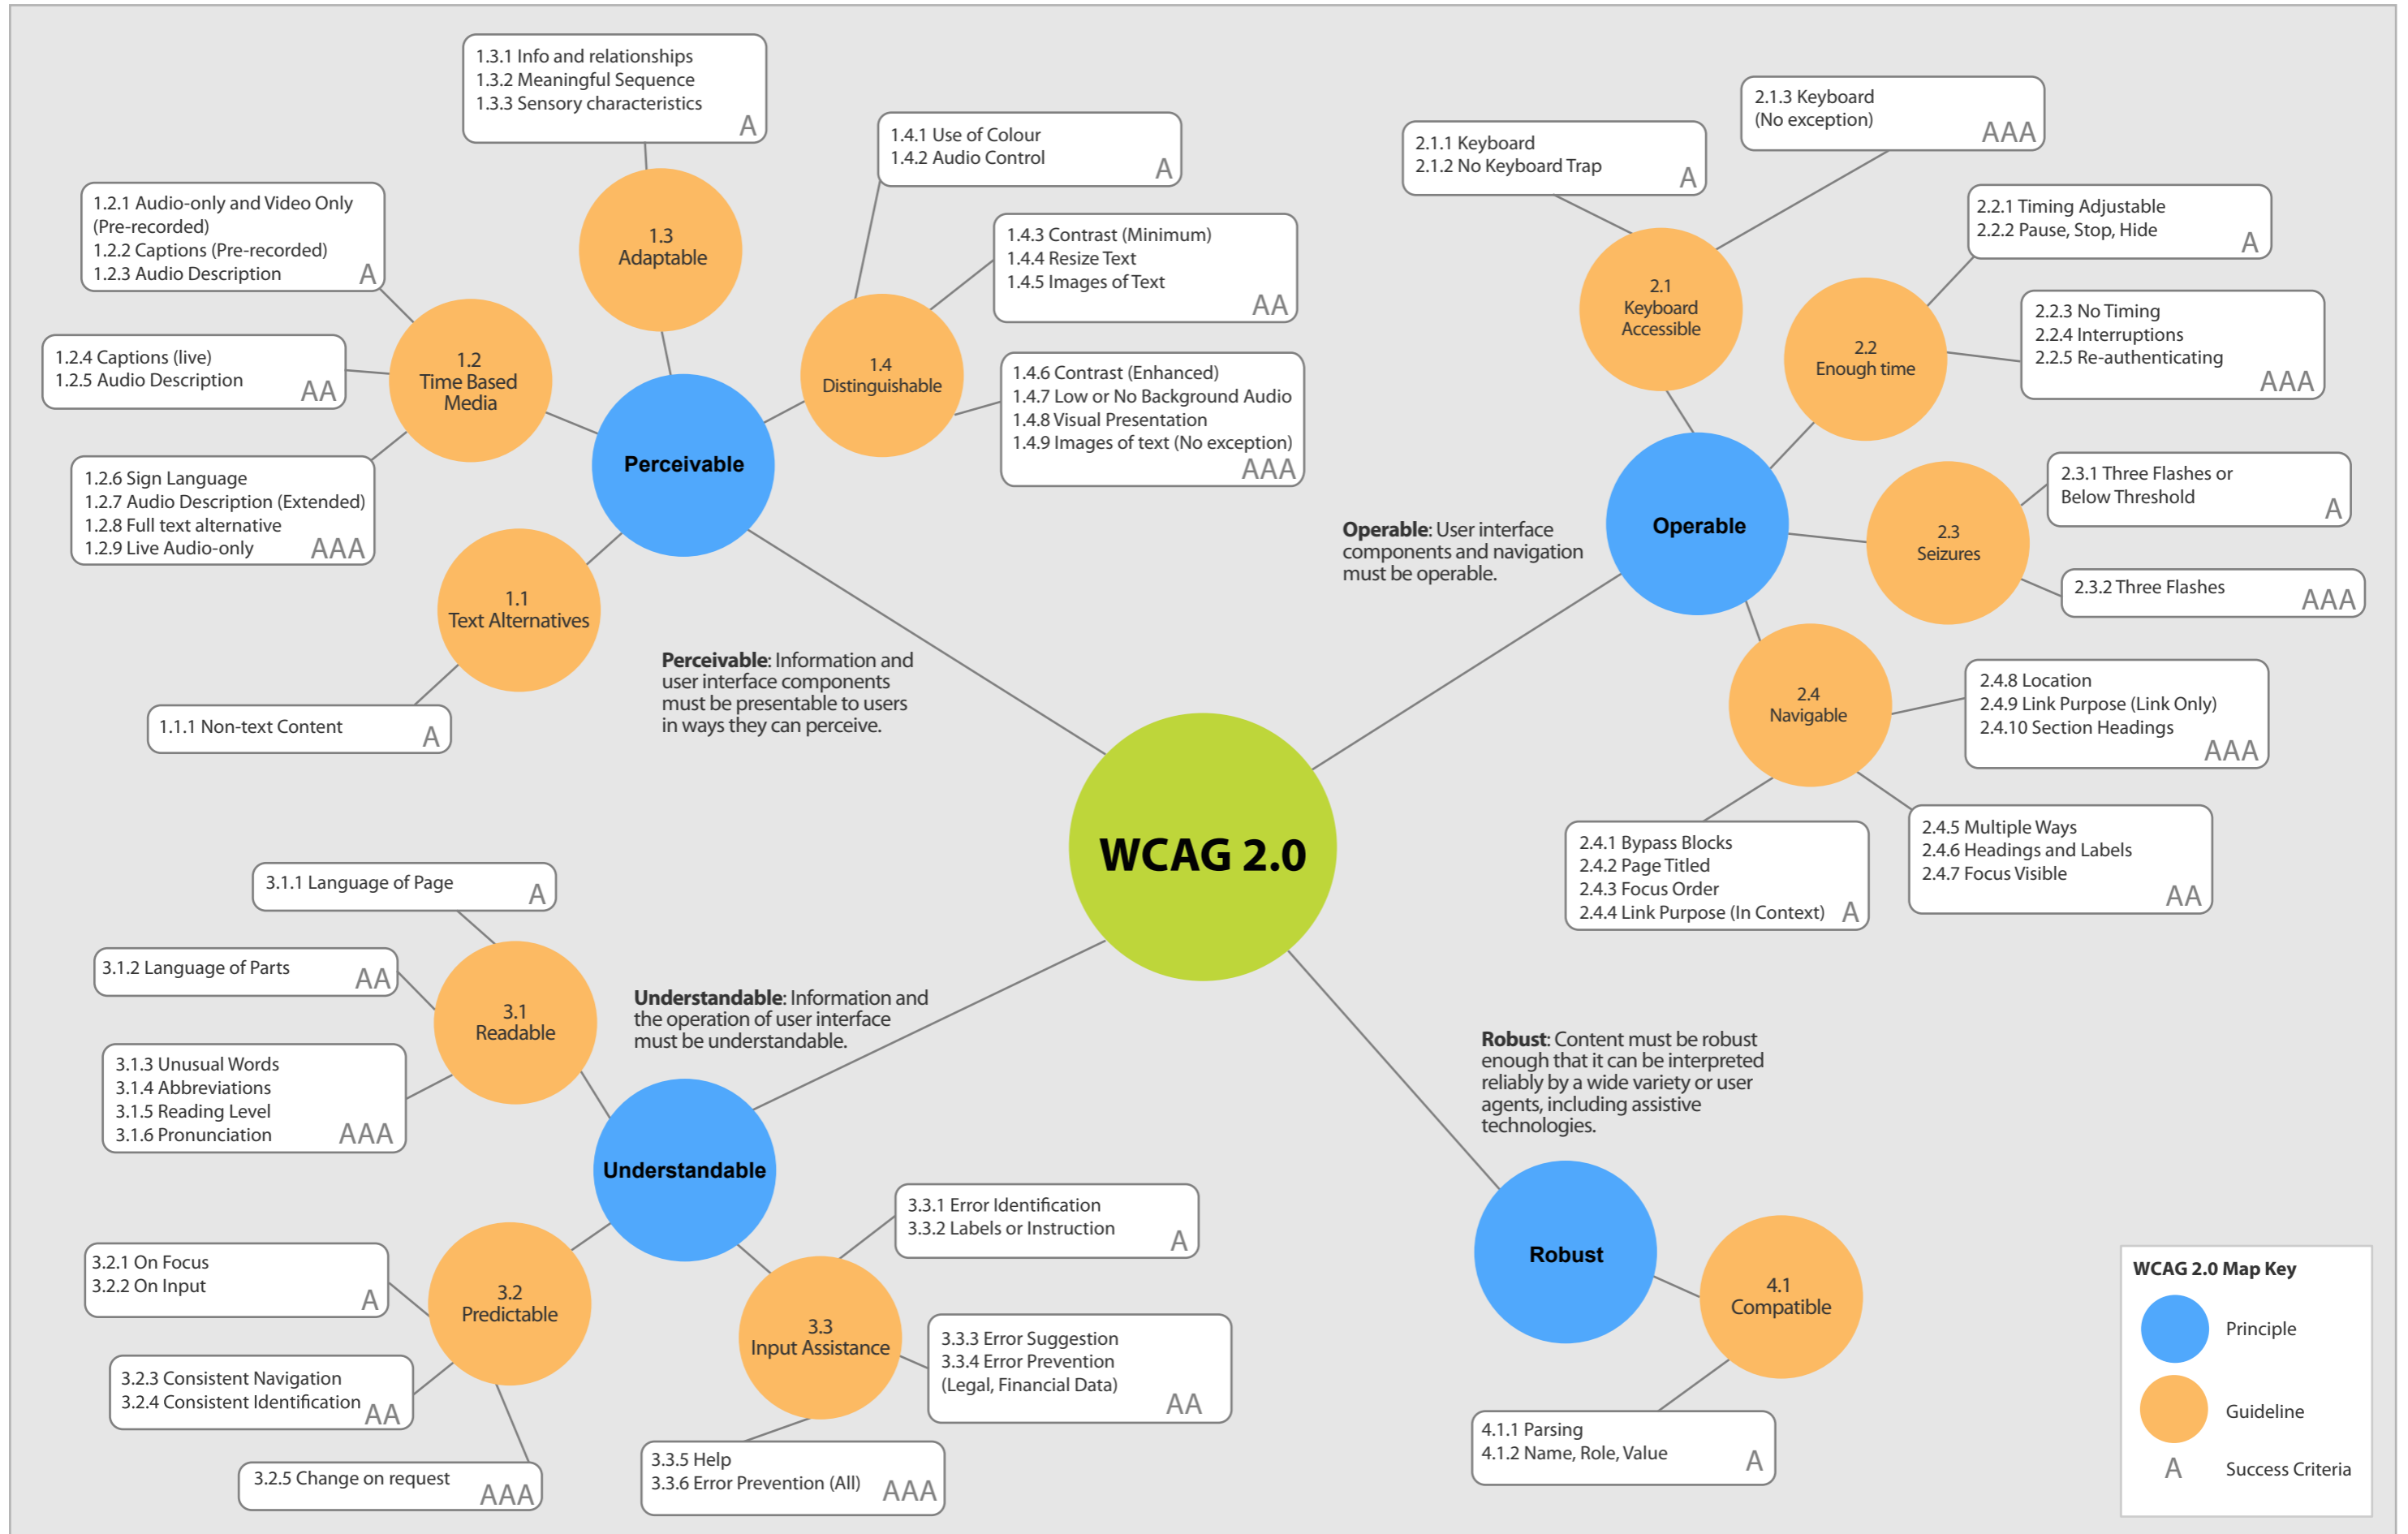 1.3.1 Info and relationships
1.3.2 Meaningful Sequence
1.3.3 Sensory characteristics
A
1.3
Adaptable
1.4.1 Use of Colour
1.4.2 Audio Control
A
1.4.3 Contrast (Minimum)
1.4.4 Resize Text
1.4.5 Images of Text
AA
1.4.6 Contrast (Enhanced)
1.4.7 Low or No Background Audio
1.4.8 Visual Presentation
1.4.9 Images of text (No exception)
AAA
1.4
Distinguishable
1.2.1 Audio-only and Video Only
(Pre-recorded)
1.2.2 Captions (Pre-recorded)
1.2.3 Audio Description
A
1.2.4 Captions (live)
1.2.5 Audio Description
AA
1.2
Time Based
Media
1.2.6 Sign Language
1.2.7 Audio Description (Extended)
1.2.8 Full text alternative
1.2.9 Live Audio-only
AAA
Perceivable
1.1
Text Alternatives
1.1.1 Non-text Content
A
Perceivable: Information and
user interface components
must be presentable to users
in ways they can perceive.
2.1.1 Keyboard
2.1.2 No Keyboard Trap
A
2.1.3 Keyboard
(No exception)
AAA
2.1
Keyboard
Accessible
2.2.1 Timing Adjustable
2.2.2 Pause, Stop, Hide
A
2.2.3 No Timing
2.2.4 Interruptions
2.2.5 Re-authenticating
AAA
2.2
Enough time
Operable: User interface
components and navigation
must be operable.
Operable
2.3
Seizures
2.3.1 Three Flashes or
Below Threshold
A
2.3.2 Three Flashes
AAA
2.4
Navigable
2.4.8 Location
2.4.9 Link Purpose (Link Only)
2.4.10 Section Headings
AAA
2.4.1 Bypass Blocks
2.4.2 Page Titled
2.4.3 Focus Order
2.4.4 Link Purpose (In Context)
A
2.4.5 Multiple Ways
2.4.6 Headings and Labels
2.4.7 Focus Visible
AA
WCAG 2.0
3.1.1 Language of Page
A
3.1.2 Language of Parts
AA
3.1
Readable
3.1.3 Unusual Words
3.1.4 Abbreviations
3.1.5 Reading Level
3.1.6 Pronunciation
AAA
Understandable: Information and
the operation of user interface
must be understandable.
Understandable
3.2.1 On Focus
3.2.2 On Input
A
3.2
Predictable
3.2.3 Consistent Navigation
3.2.4 Consistent Identification
AA
3.2.5 Change on request
AAA
3.3.1 Error Identification
3.3.2 Labels or Instruction
A
3.3
Input Assistance
3.3.3 Error Suggestion
3.3.4 Error Prevention
(Legal, Financial Data)
AA
3.3.5 Help
3.3.6 Error Prevention (All)
AAA
Robust: Content must be robust
enough that it can be interpreted
reliably by a wide variety or user
agents, including assistive
technologies.
Robust
4.1
Compatible
4.1.1 Parsing
4.1.2 Name, Role, Value
A
WCAG 2.0 Map Key
Principle
Guideline
A
Success Criteria